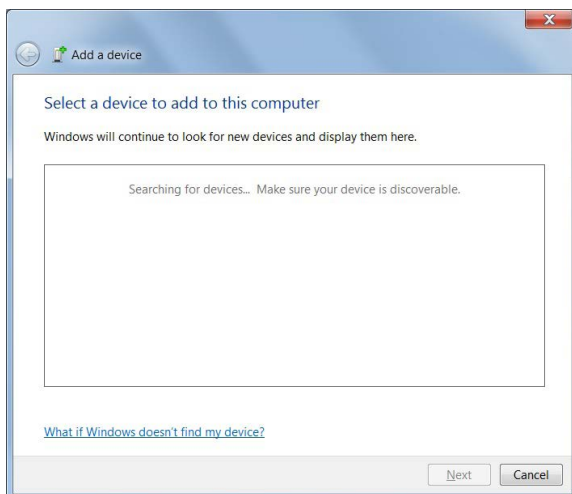 Add a device
Select a device to add to this computer
Windows will continue to look for new devices and display them here.
Searching for devices... Make sure your device is discoverable.
What if Windows doesn't find my device?
Next Cancel